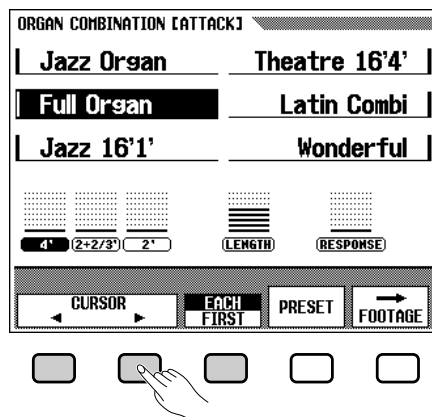 ORGAN COMBINATION [ATTACK]
Jazz Organ Theatre 16'4'
Full Organ Latin Combi
Jazz 16'1' Wonderful
4' 2+2/3' 2' LENGTH RESPONSE
CURSOR EACH FIRST PRESET FOOTAGE